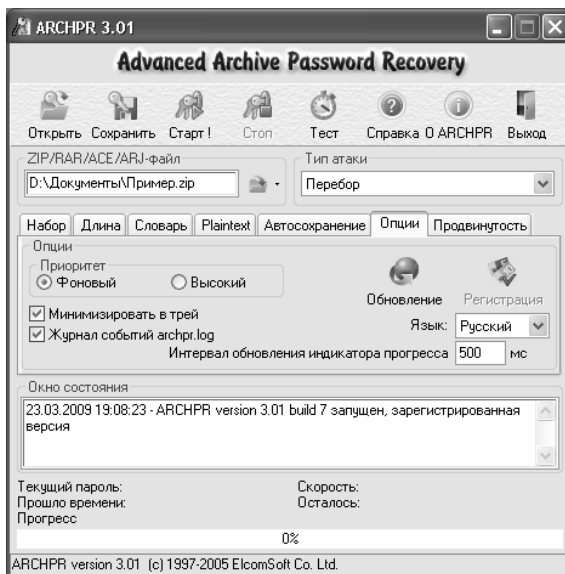 ARCHPR 3.01
Advanced Archive Password Recovery
Открыть Сохранить Старт! Стоп Тест Справка О ARCHPR Выход
ZIP/RAR/ACE/ARJ-файл Тип атаки
D:\Документы\Пример.zip Перебор
Набор Длина Словарь Plaintext Автосохранение Опции Продвинутость
Опции
Приоритет
Фоновый Высокий
Обновление Регистрация
Минимизировать в трей
Язык: Русский
Журнал событий archpr.log
Интервал обновления индикатора прогресса 500 мс
Окно состояния
23.03.2009 19:08:23 - ARCHPR version 3.01 build 7 запущен, зарегистрированная
версия
Текущий пароль: Скорость:
Прошло времени: Осталось:
Прогресс
0%
ARCHPR version 3.01 (c) 1997-2005 ElcomSoft Co. Ltd.